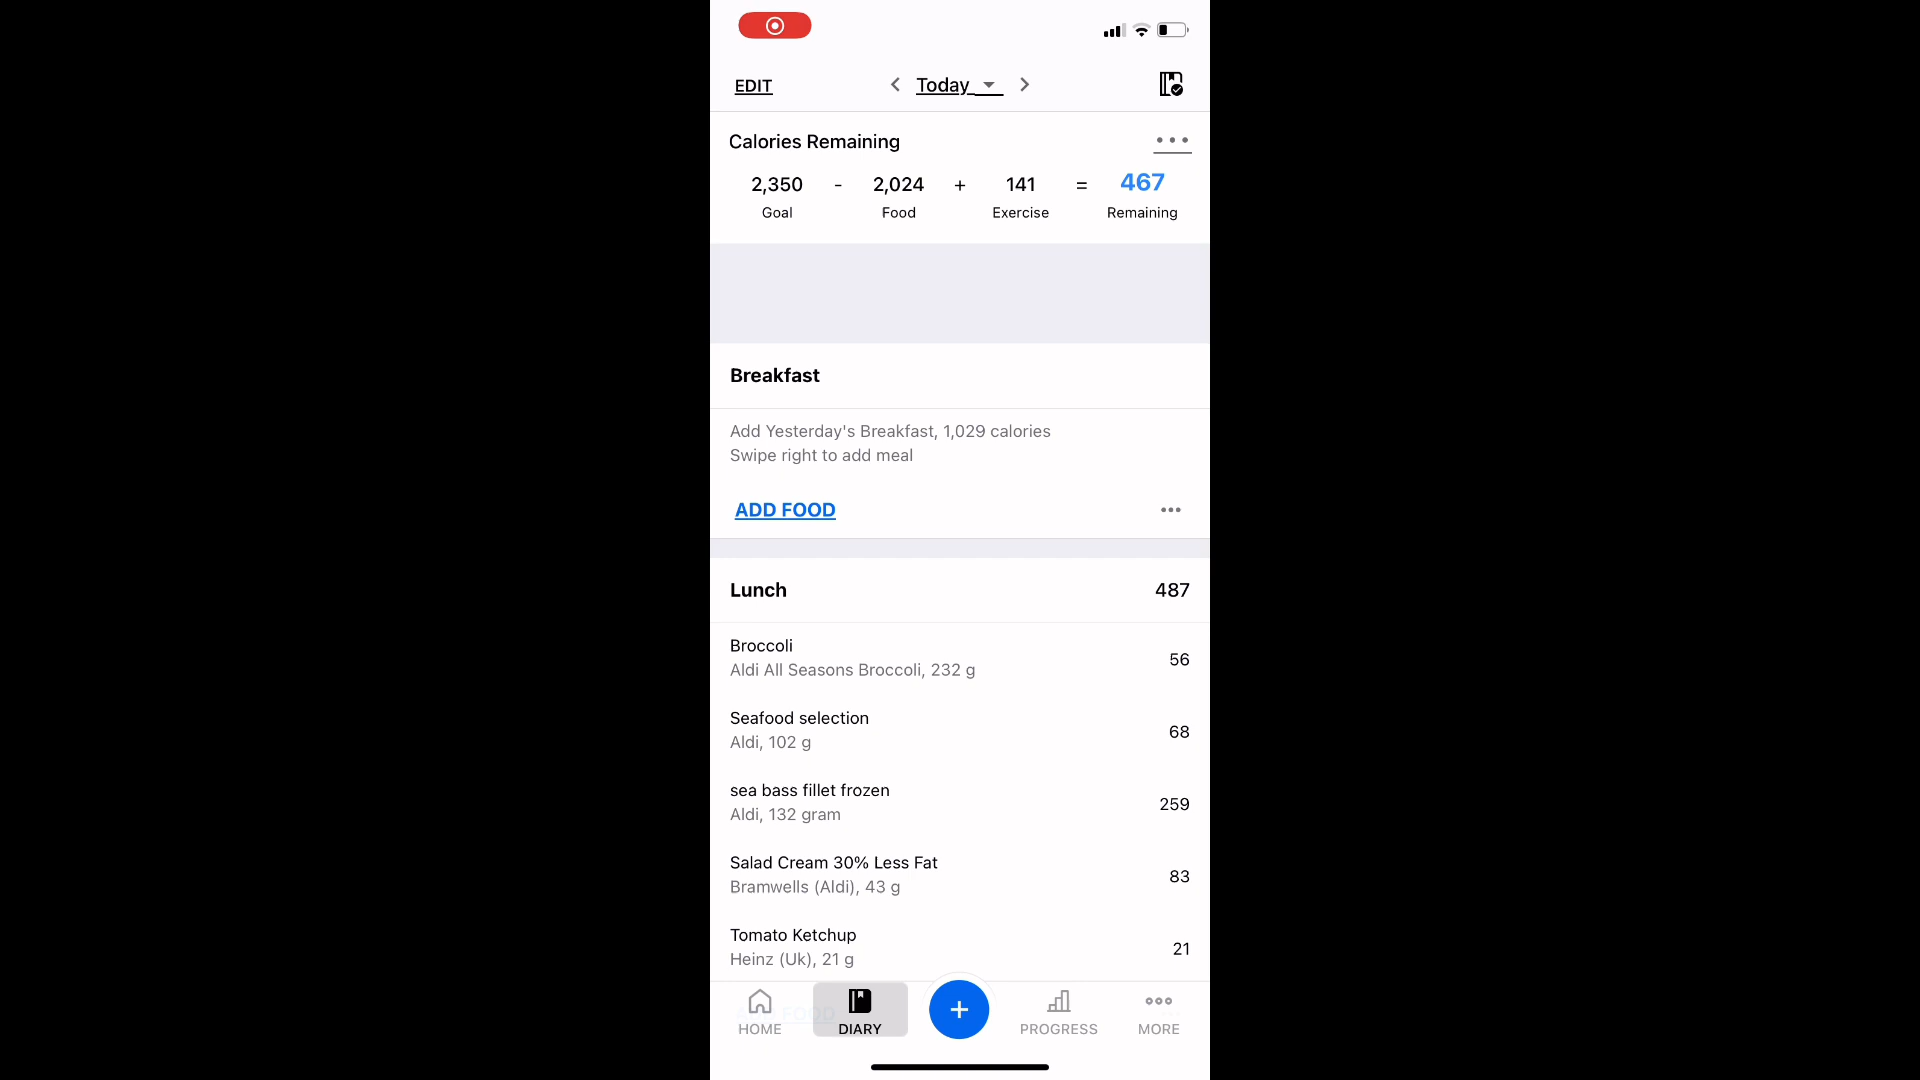 EDIT
Today
Calories Remaining
2,350 - 2,024 + 141 = 467
Goal Food Exercise Remaining
Breakfast
Add Yesterday's Breakfast, 1,029 calories
Swipe right to add meal
ADD FOOD
Lunch 487
Broccoli
Aldi All Seasons Broccoli, 232 g
56
Seafood selection
Aldi, 102 g
68
sea bass fillet frozen
Aldi, 132 gram
259
Salad Cream 30% Less Fat
Bramwells (Aldi), 43 g
83
Tomato Ketchup
Heinz (Uk), 21 g
21
ADD FOOD
HOME DIARY + PROGRESS MORE